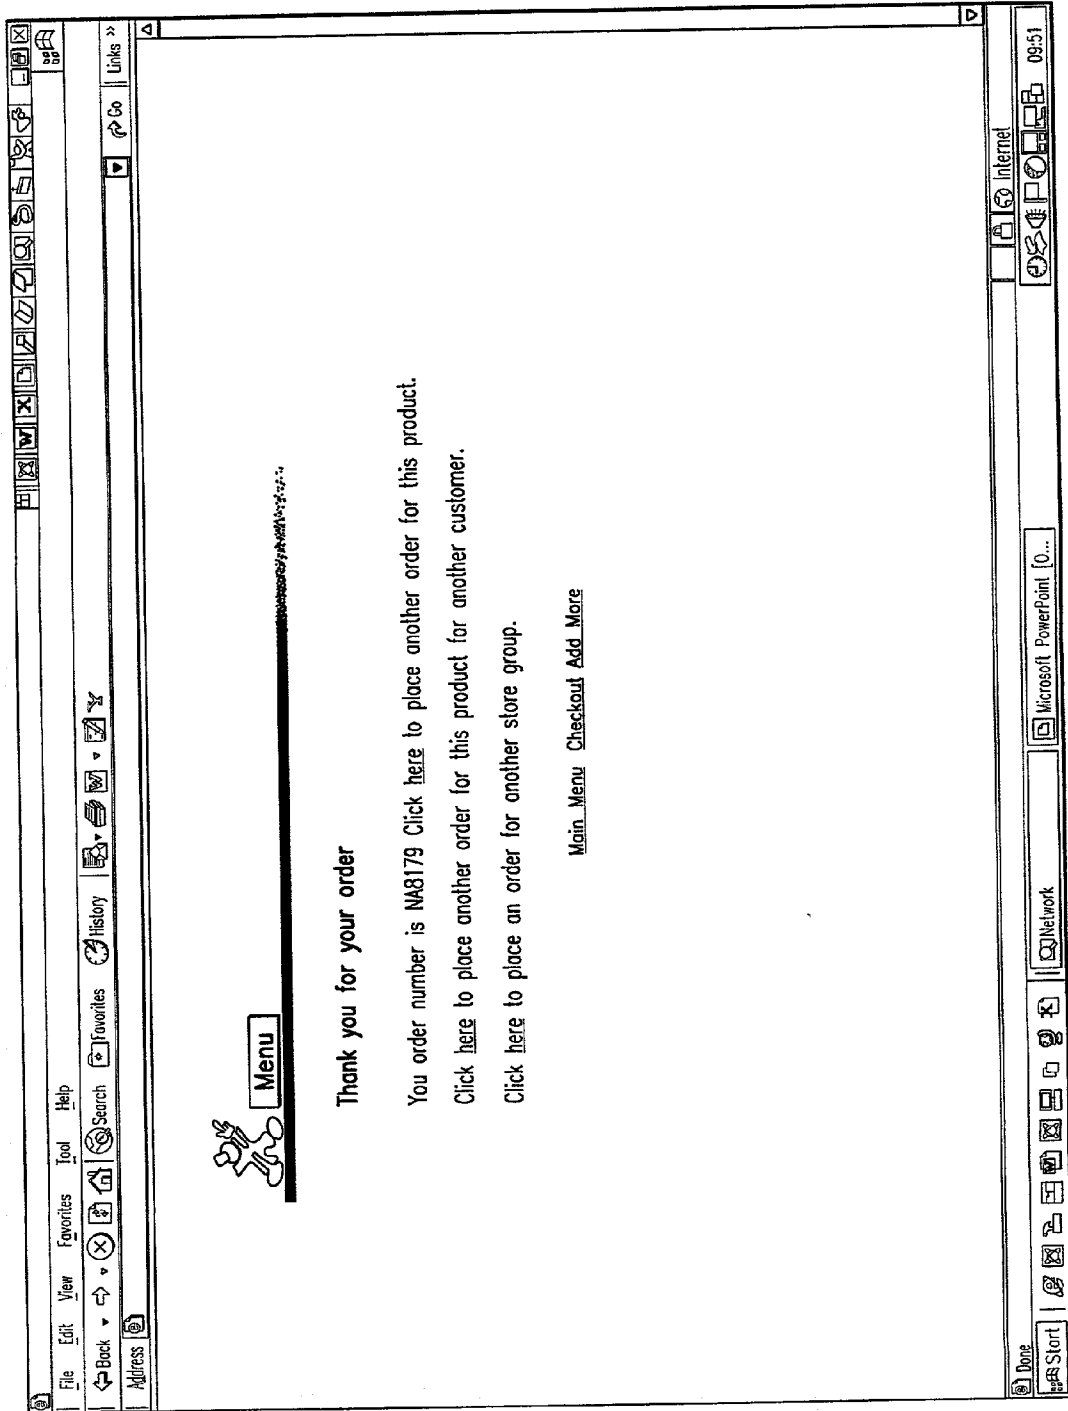 File Edit View Favorites Tool Help
Back Search Favorites History
Address Go Links »
Menu
Thank you for your order
You order number is NA8179 Click here to place another order for this product.
Click here to place another order for this product for another customer.
Click here to place an order for another store group.
Main Menu Checkout Add More
Done Internet
Start Network Microsoft PowerPoint [O... 09:51